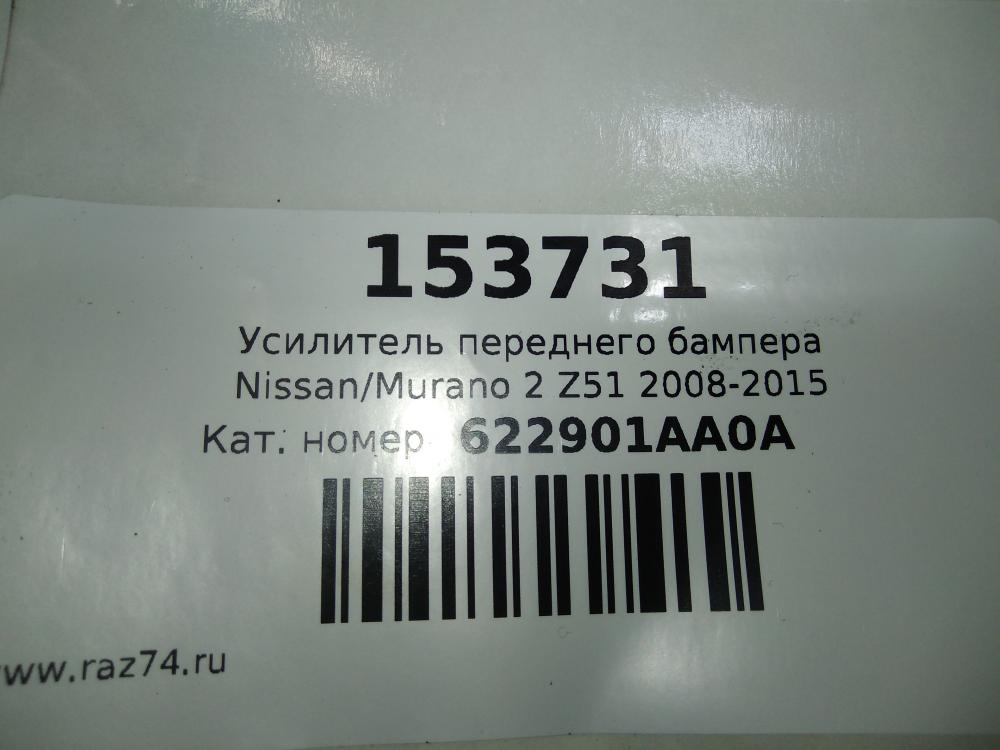 153731
Усилитель переднего бампера
Nissan/Murano 2 Z51 2008-2015
Кат. номер 622901AA0A
www.raz74.ru